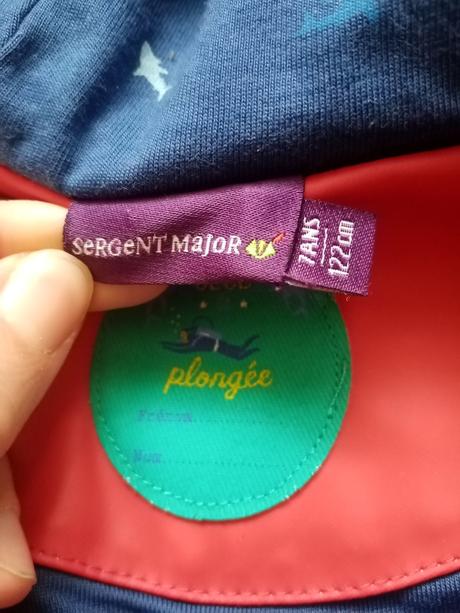 SeRGeNT MaJoR
7ANS
122cm
plongée
Prénom
Nom